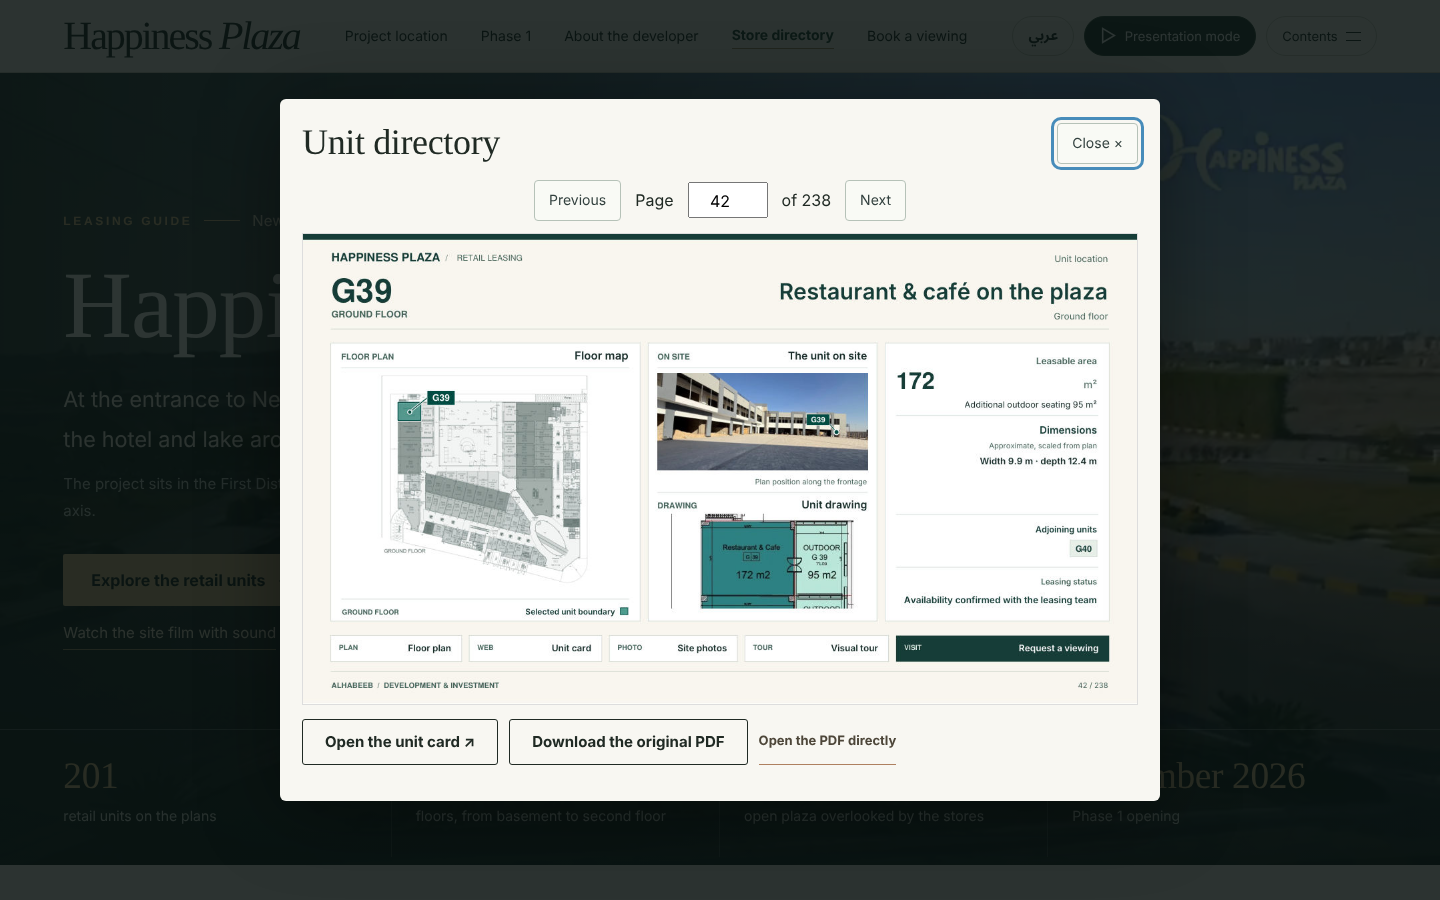 Happiness Plaza
Project location
Phase 1
About the developer
Store directory
Book a viewing
عربي
Presentation mode
Contents
HAPPINESS
PLAZA
LEASING GUIDE
Happi
At the entrance to Ne
the hotel and lake aro
The project sits in the First Dist
axis.
Explore the retail units
Watch the site film with sound
201
retail units on the plans
floors, from basement to second floor
open plaza overlooked by the stores
mber 2026
Phase 1 opening
Unit directory
Close ×
Previous
Page 42 of 238
Next
HAPPINESS PLAZA / RETAIL LEASING
Unit location
G39
Restaurant & café on the plaza
GROUND FLOOR
Ground floor
FLOOR PLAN
Floor map
G39
GROUND FLOOR
GROUND FLOOR
Selected unit boundary
ON SITE
The unit on site
G39
Plan position along the frontage
DRAWING
Unit drawing
Restaurant & Cafe
172 m2
OUTDOOR
G 39
95 m2
OUTDOOR
Leasable area
172 m²
Additional outdoor seating 95 m²
Dimensions
Approximate, scaled from plan
Width 9.9 m · depth 12.4 m
Adjoining units
G40
Leasing status
Availability confirmed with the leasing team
PLAN Floor plan
WEB Unit card
PHOTO Site photos
TOUR Visual tour
VISIT Request a viewing
ALHABEEB / DEVELOPMENT & INVESTMENT
42 / 238
Open the unit card ↗
Download the original PDF
Open the PDF directly